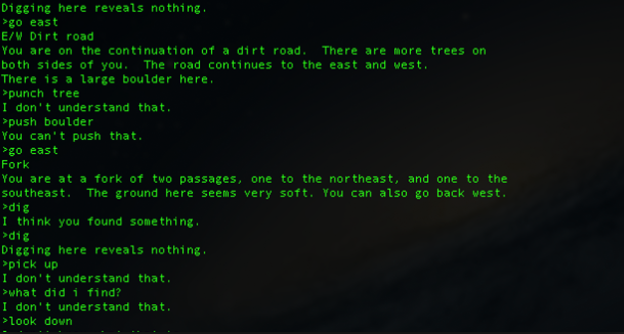 Digging here reveals nothing.
>go east
E/W Dirt road
You are on the continuation of a dirt road.  There are more trees on
both sides of you.  The road continues to the east and west.
There is a large boulder here.
>punch tree
I don't understand that.
>push boulder
You can't push that.
>go east
Fork
You are at a fork of two passages, one to the northeast, and one to the
southeast.  The ground here seems very soft. You can also go back west.
>dig
I think you found something.
>dig
Digging here reveals nothing.
>pick up
I don't understand that.
>what did i find?
I don't understand that.
>look down